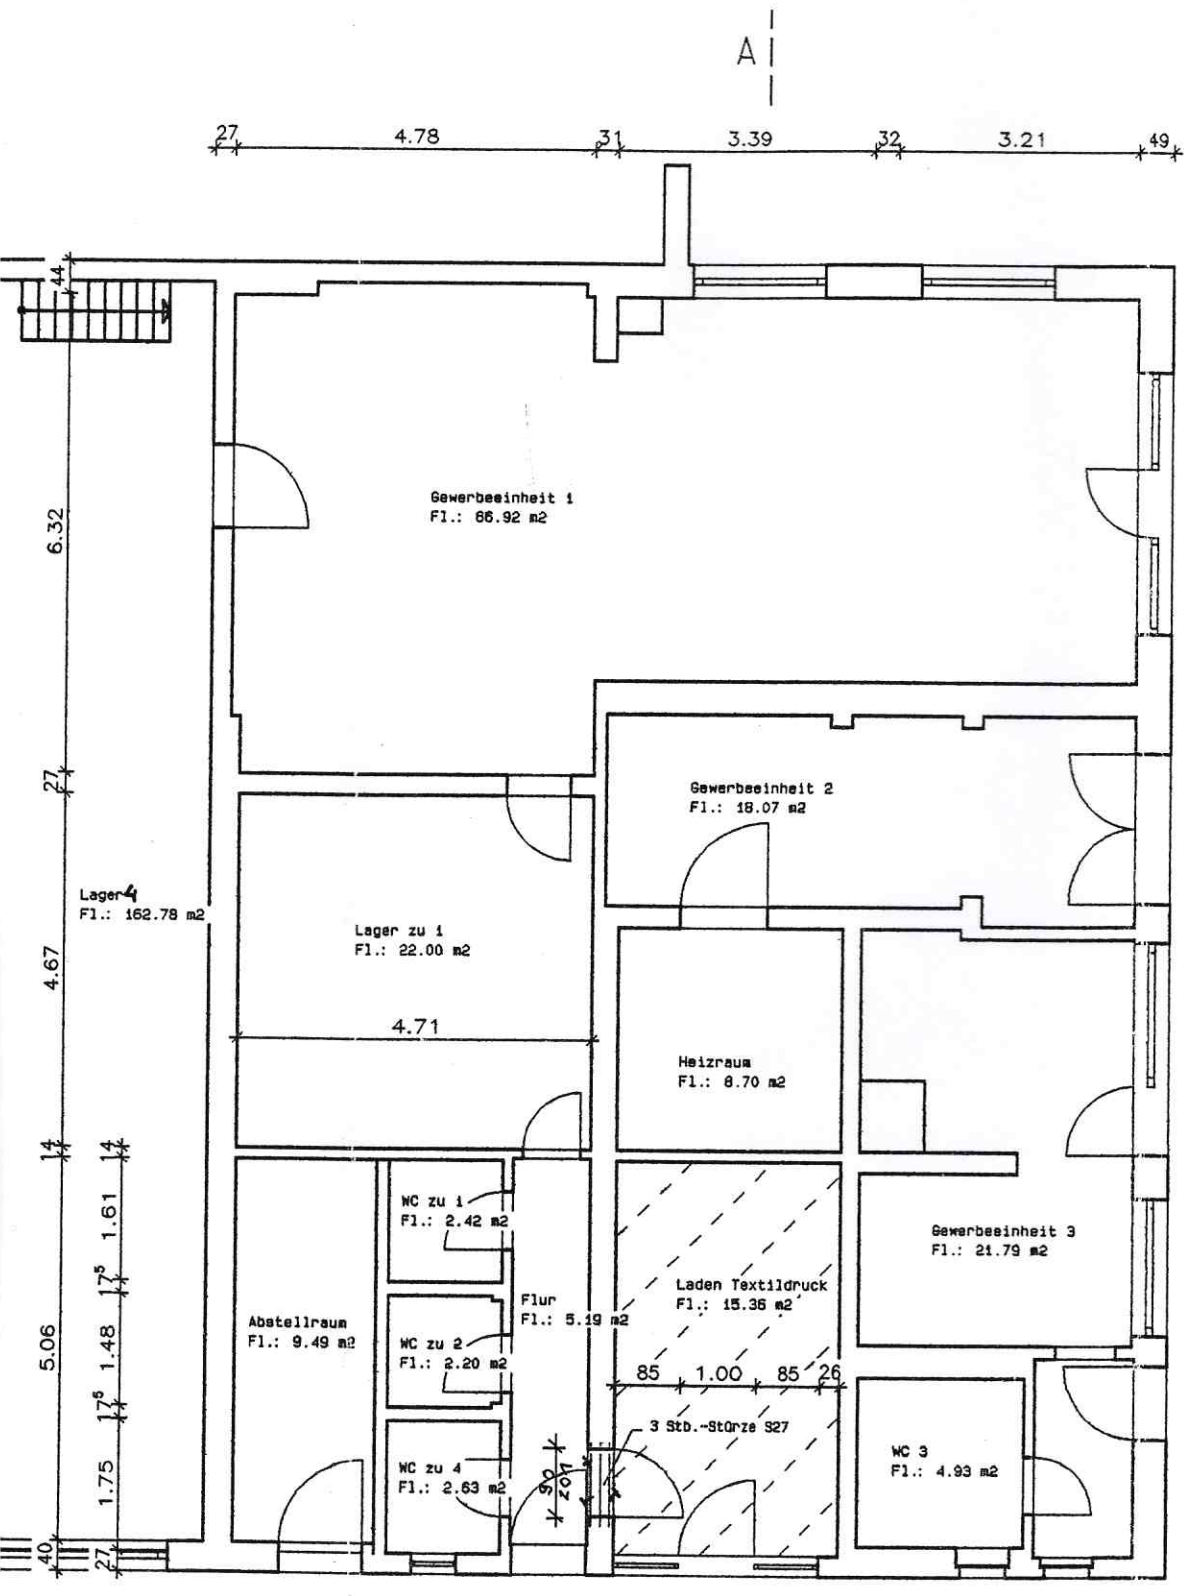 A
27 4.78 31 3.39 32 3.21 49
44
Gewerbeeinheit 1
Fl.: 66.92 m2
6.32
27
Gewerbeeinheit 2
Fl.: 18.07 m2
Lager 4
Fl.: 162.78 m2
Lager zu 1
Fl.: 22.00 m2
4.67
4.71
Heizraum
Fl.: 8.70 m2
14 14
WC zu 1
Fl.: 2.42 m2
1.61
Gewerbeeinheit 3
Fl.: 21.79 m2
17⁵
Laden Textildruck
Fl.: 15.36 m2
Flur
Fl.: 5.19 m2
Abstellraum
Fl.: 9.49 m2
WC zu 2
Fl.: 2.20 m2
5.06 1.48
85 1.00 85 26
17⁵
3 Stb.-Stürze S27
WC 3
Fl.: 4.93 m2
WC zu 4
Fl.: 2.63 m2
1.75
90
40 27